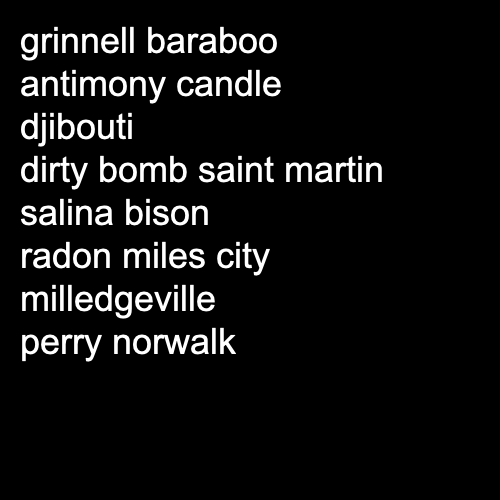 grinnell baraboo
antimony candle
djibouti
dirty bomb saint martin
salina bison
radon miles city
milledgeville
perry norwalk